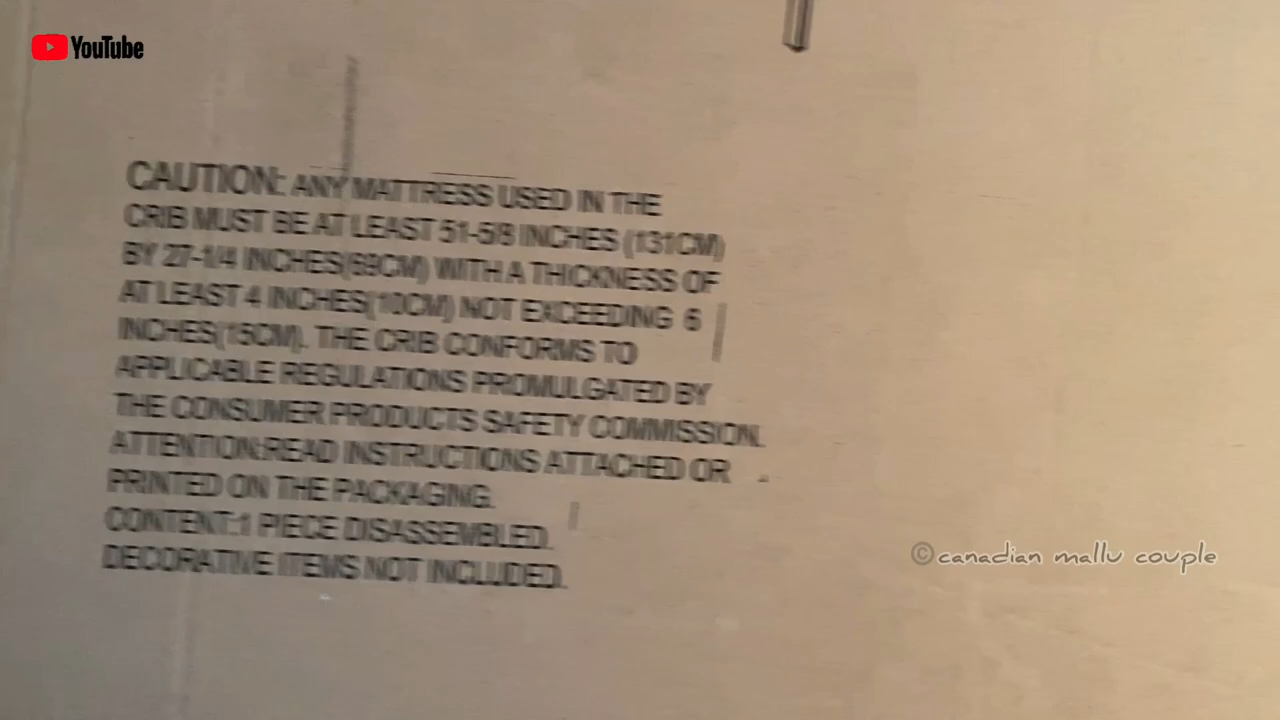 YouTube
CAUTION: ANY MATTRESS USED IN THE
CRIB MUST BE AT LEAST 51-5/8 INCHES (131CM)
BY 27-1/4 INCHES(69CM) WITH A THICKNESS OF
AT LEAST 4 INCHES(10CM) NOT EXCEEDING 6
INCHES(15CM). THE CRIB CONFORMS TO
APPLICABLE REGULATIONS PROMULGATED BY
THE CONSUMER PRODUCTS SAFETY COMMISSION.
ATTENTION:READ INSTRUCTIONS ATTACHED OR
PRINTED ON THE PACKAGING.
CONTENT:1 PIECE DISASSEMBLED.
DECORATIVE ITEMS NOT INCLUDED.
©canadian mallu couple